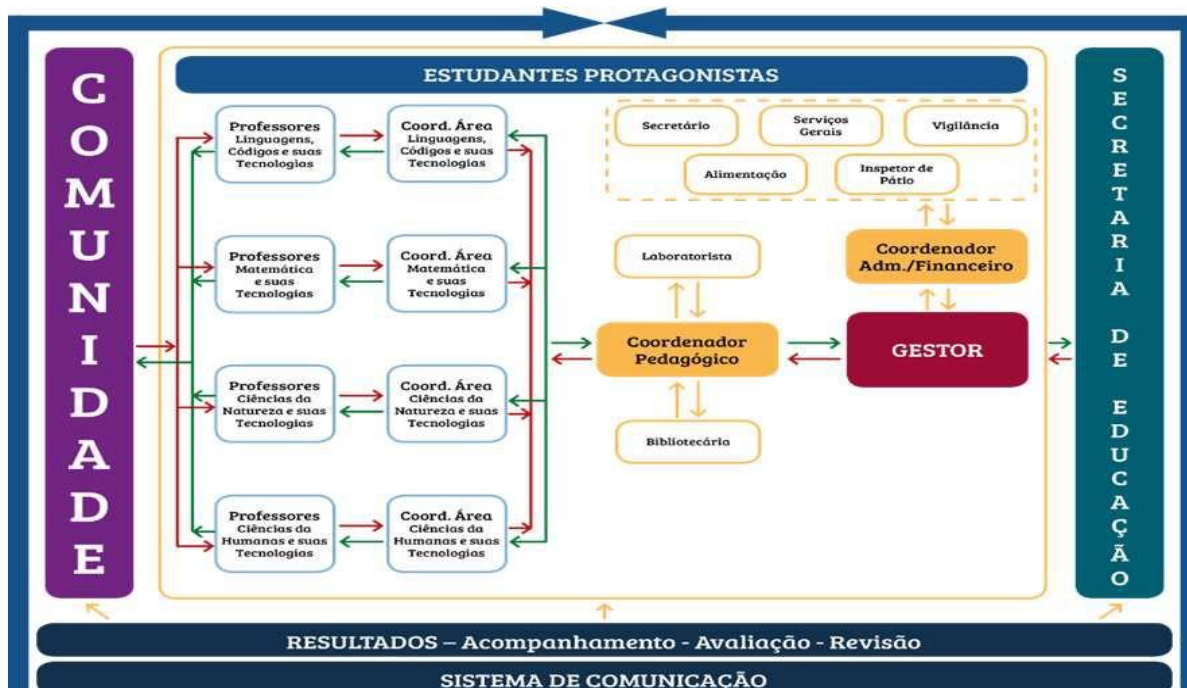 COMUNIDADE
ESTUDANTES PROTAGONISTAS
Professores
Linguagens,
Códigos e suas
Tecnologias
Coord. Área
Linguagens,
Códigos e suas
Tecnologias
Secretário
Serviços
Gerais
Vigilância
Alimentação
Inspetor de
Pátio
Professores
Matemática
e suas
Tecnologias
Coord. Área
Matemática
e suas
Tecnologias
Laboratorista
Coordenador
Adm./Financeiro
Coordenador
Pedagógico
GESTOR
Professores
Ciências da
Natureza e suas
Tecnologias
Coord. Área
Ciências da
Natureza e suas
Tecnologias
Bibliotecária
Professores
Ciências da
Humanas e suas
Tecnologias
Coord. Área
Ciências da
Humanas e suas
Tecnologias
SECRETARIA DE EDUCAÇÃO
RESULTADOS – Acompanhamento - Avaliação - Revisão
SISTEMA DE COMUNICAÇÃO